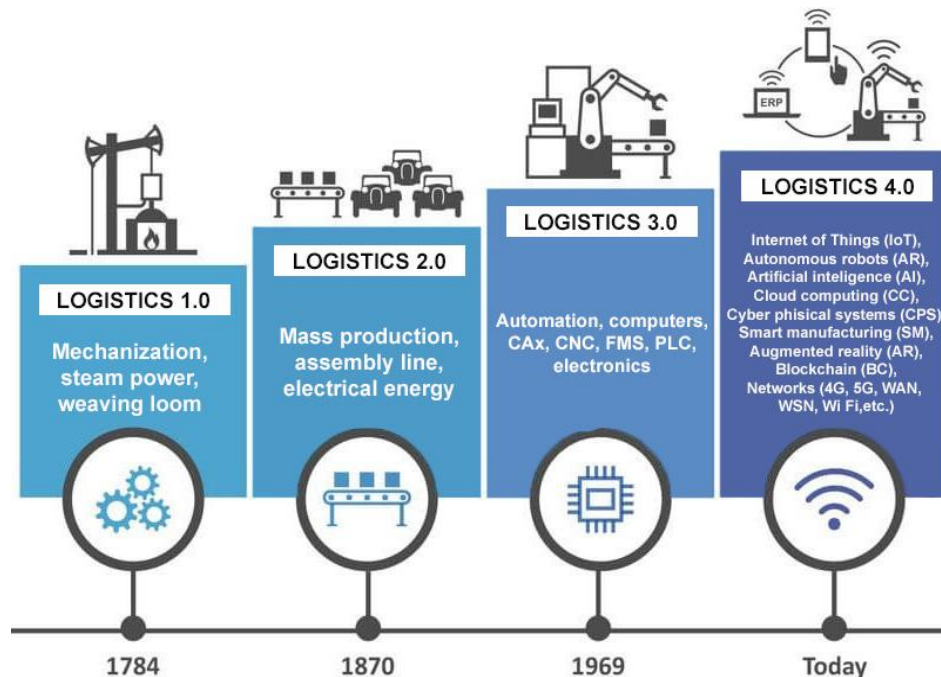 ERP
LOGISTICS 1.0
Mechanization,
steam power,
weaving loom
LOGISTICS 2.0
Mass production,
assembly line,
electrical energy
LOGISTICS 3.0
Automation, computers,
CAx, CNC, FMS, PLC,
electronics
LOGISTICS 4.0
Internet of Things (IoT),
Autonomous robots (AR),
Artificial inteligence (AI),
Cloud computing (CC),
Cyber phisical systems (CPS)
Smart manufacturing (SM),
Augmented reality (AR),
Blockchain (BC),
Networks (4G, 5G, WAN,
WSN, Wi Fi,etc.)
1784
1870
1969
Today